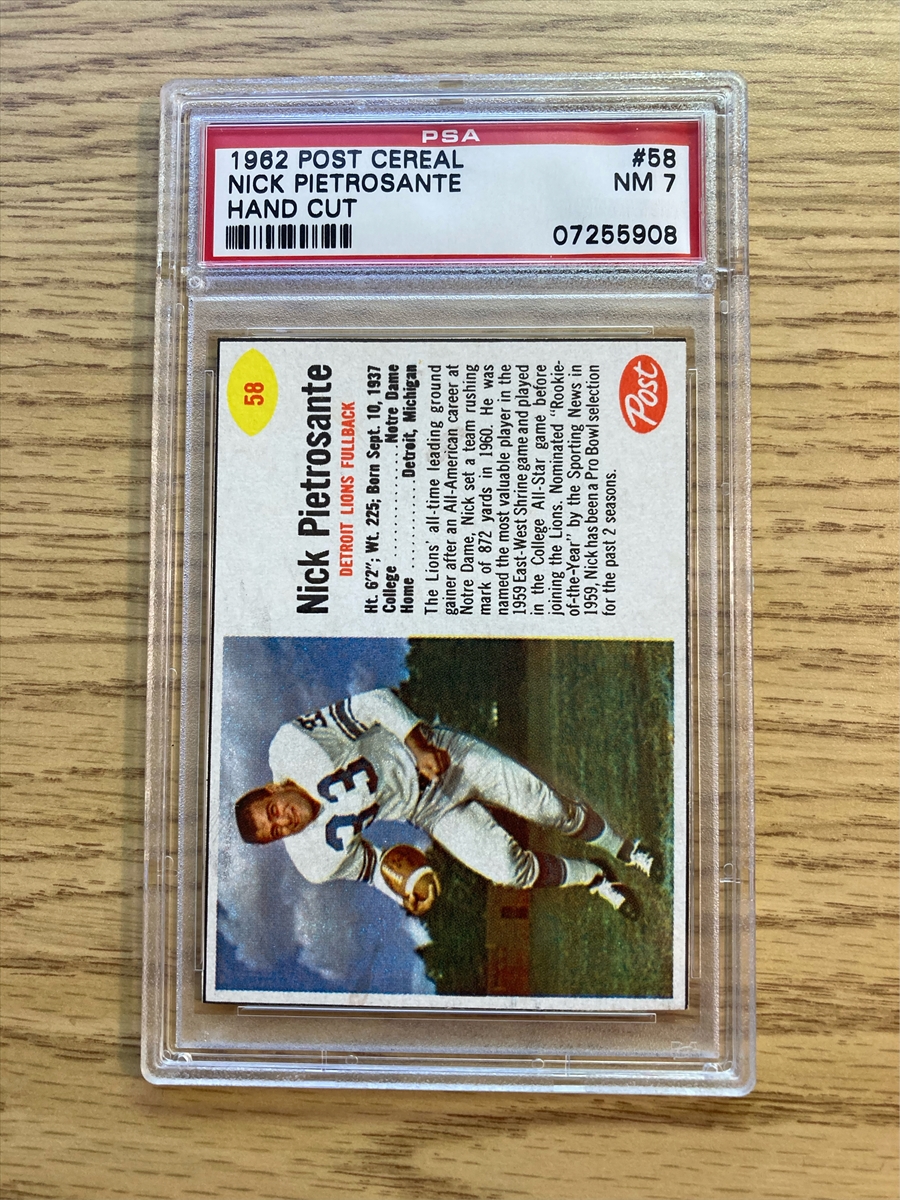 PSA
1962 POST CEREAL #58
NICK PIETROSANTE NM 7
HAND CUT
07255908
58
Nick Pietrosante
DETROIT LIONS FULLBACK
Ht. 6'2"; Wt. 225; Born Sept. 10, 1937
College ................ Notre Dame
Home ........ Detroit, Michigan
The Lions' all-time leading ground
gainer after an All-American career at
Notre Dame, Nick set a team rushing
mark of 872 yards in 1960. He was
named the most valuable player in the
1959 East-West Shrine game and played
in the College All-Star game before
joining the Lions. Nominated "Rookie-
of-the-Year" by the Sporting News in
1959, Nick has been a Pro Bowl selection
for the past 2 seasons.
Post
33